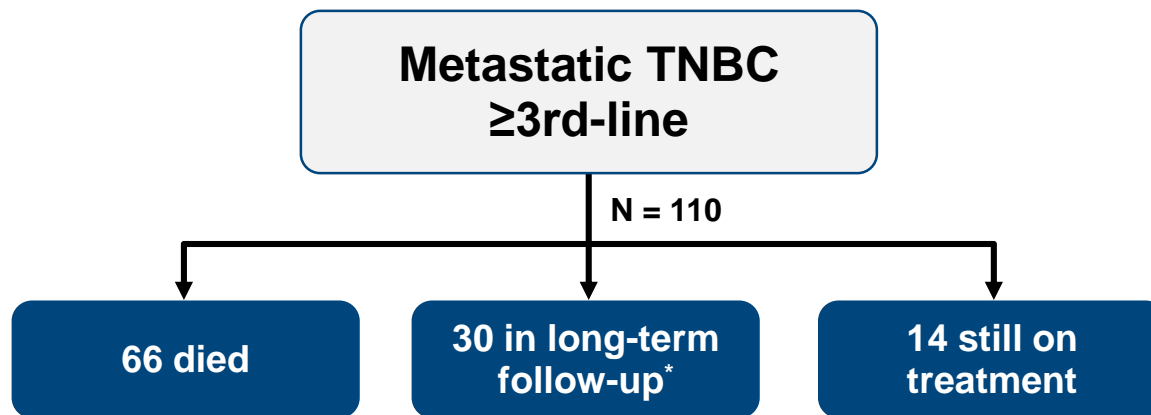 Metastatic TNBC
≥3rd-line
N = 110
66 died
30 in long-term
follow-up*
14 still on
treatment